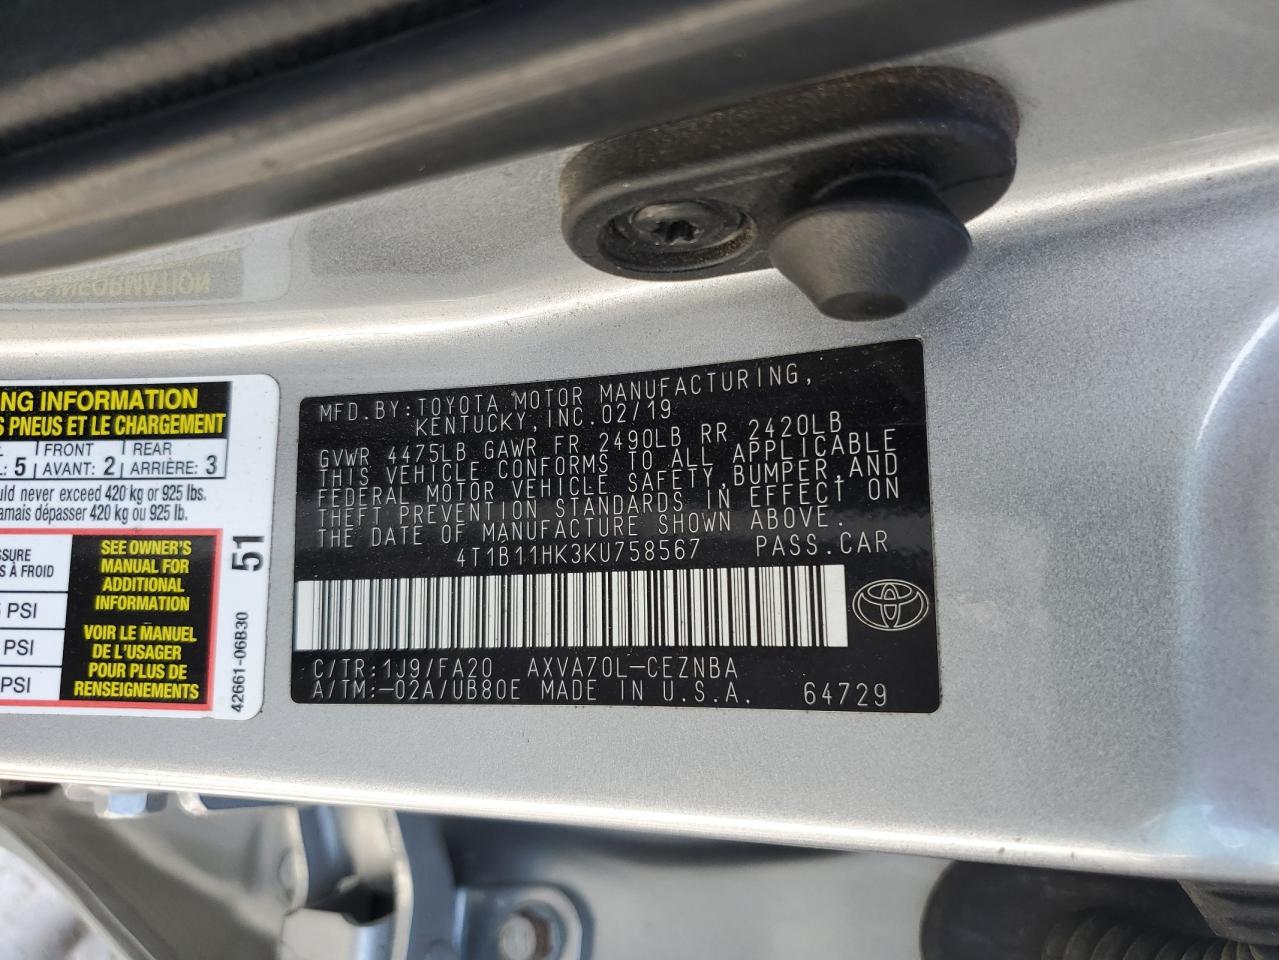 NG INFORMATION
S PNEUS ET LE CHARGEMENT
L: 5 FRONT AVANT: 2 REAR ARRIÈRE: 3
uld never exceed 420 kg or 925 lbs.
amais dépasser 420 kg ou 925 lb.
SSURE
S À FROID
PSI
PSI
PSI
SEE OWNER'S
MANUAL FOR
ADDITIONAL
INFORMATION
VOIR LE MANUEL
DE L'USAGER
POUR PLUS DE
RENSEIGNEMENTS
51
42661-06B30
MFD.BY:TOYOTA MOTOR MANUFACTURING,
KENTUCKY,INC.02/19
GVWR 4475LB GAWR FR 2490LB RR 2420LB
THIS VEHICLE CONFORMS TO ALL APPLICABLE
FEDERAL MOTOR VEHICLE SAFETY,BUMPER,AND
THEFT PREVENTION STANDARDS IN EFFECT ON
THE DATE OF MANUFACTURE SHOWN ABOVE.
4T1B11HK3KU758567 PASS.CAR
C/TR:1J9/FA20 AXVA70L-CEZNBA
A/TM:-02A/UB80E MADE IN U.S.A. 64729